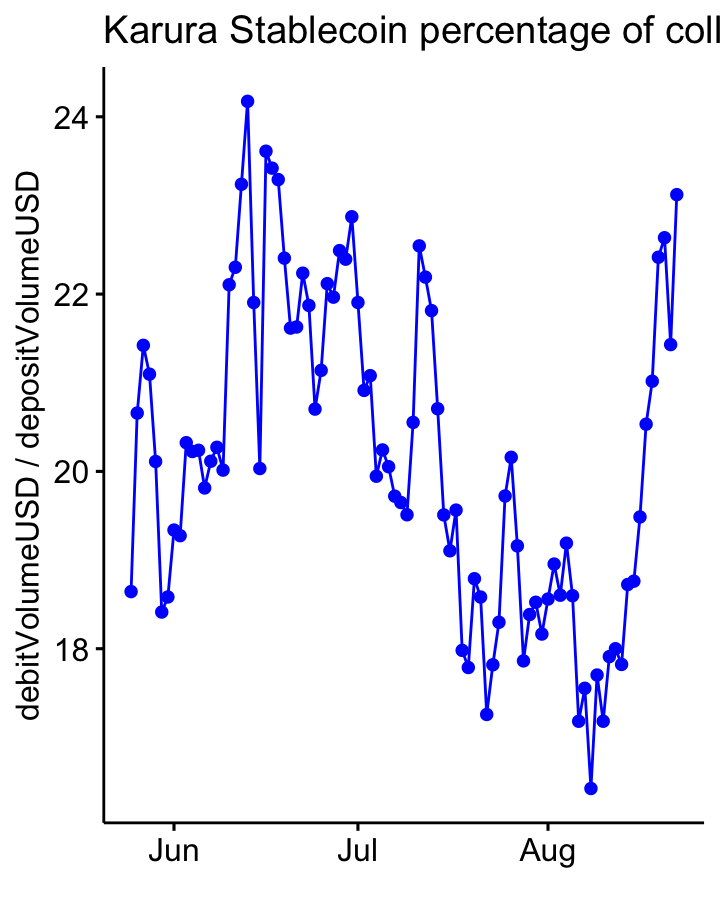 Karura Stablecoin percentage of coll
debitVolumeUSD / depositVolumeUSD
24
22
20
18
Jun
Jul
Aug